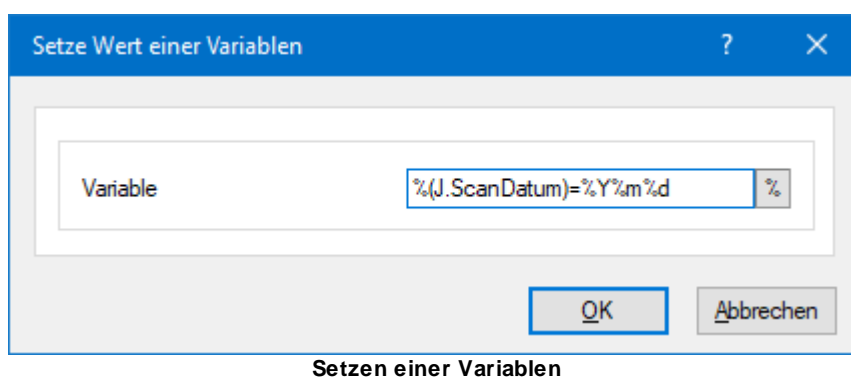 Setze Wert einer Variablen ? ×
Variable %(J.ScanDatum)=%Y%m%d %
OK Abbrechen
Setzen einer Variablen